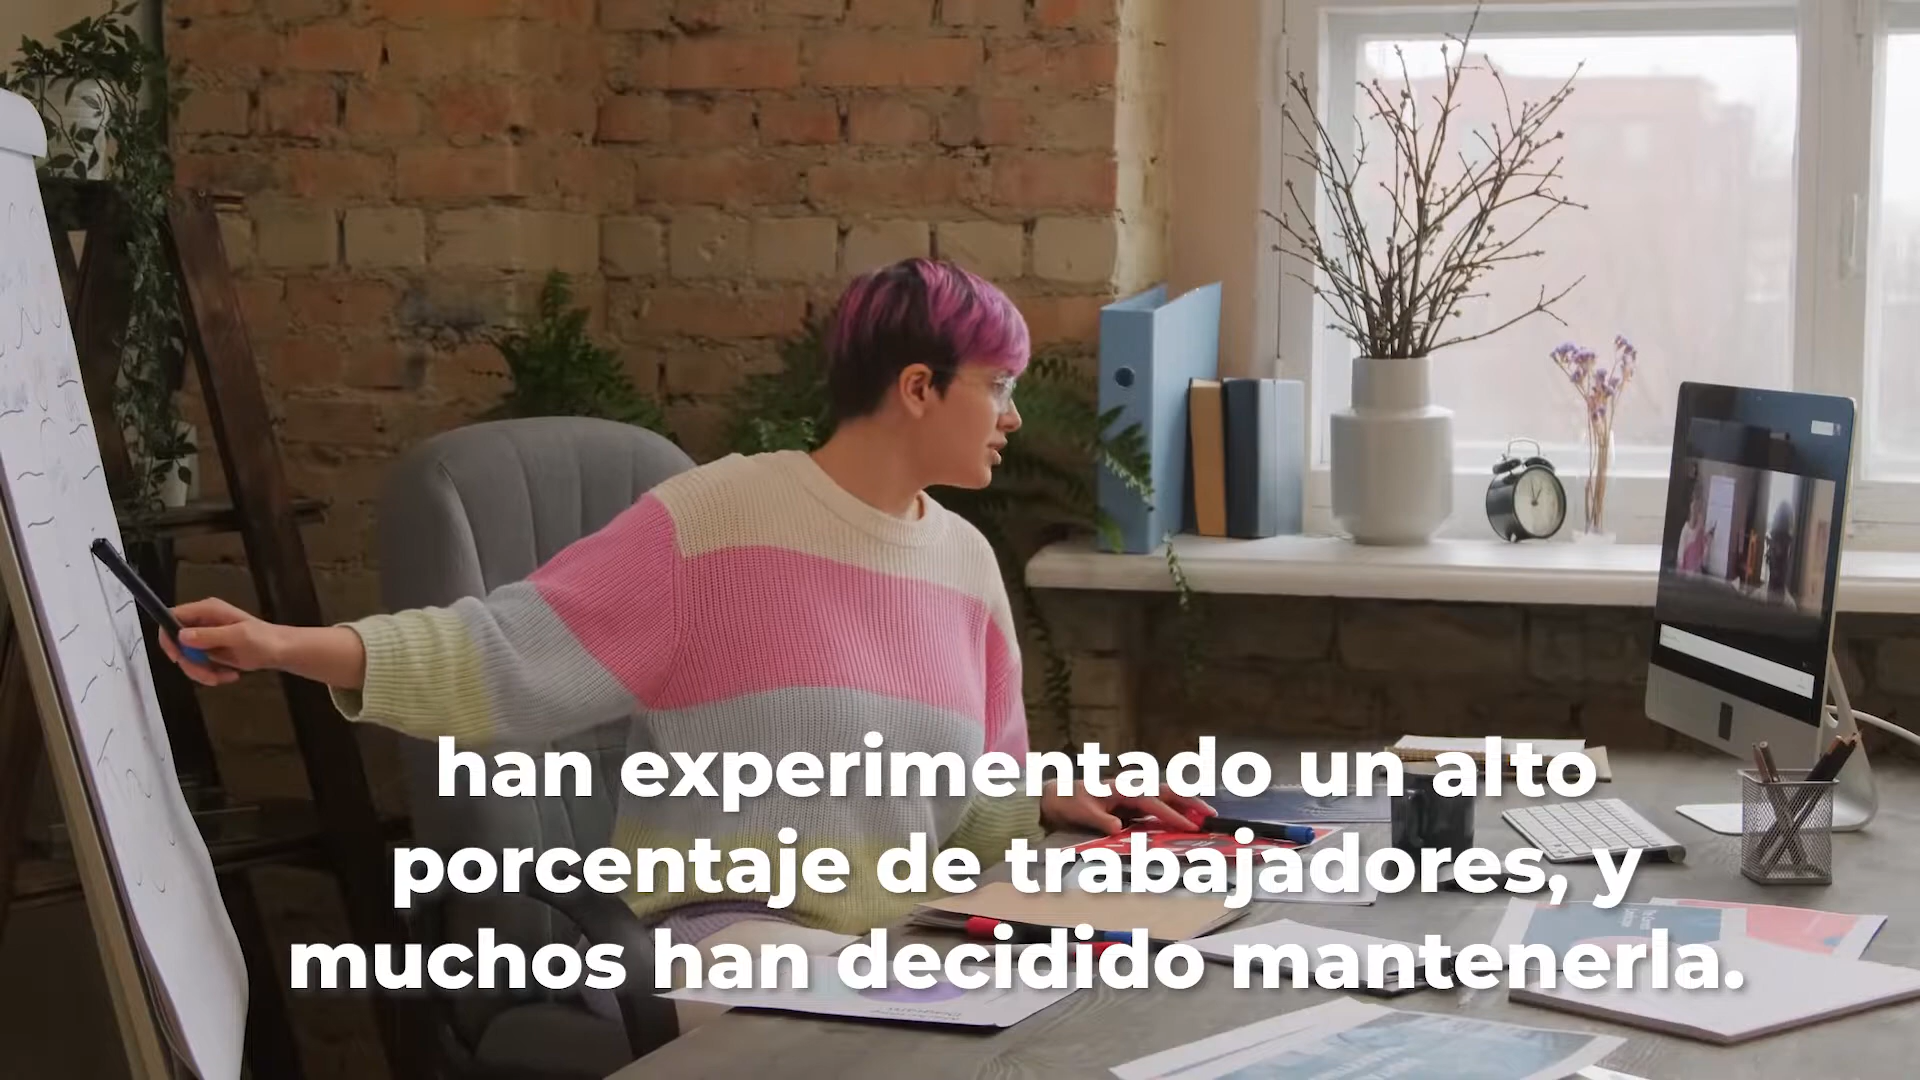 han experimentado un alto
porcentaje de trabajadores, y
muchos han decidido mantenerla.